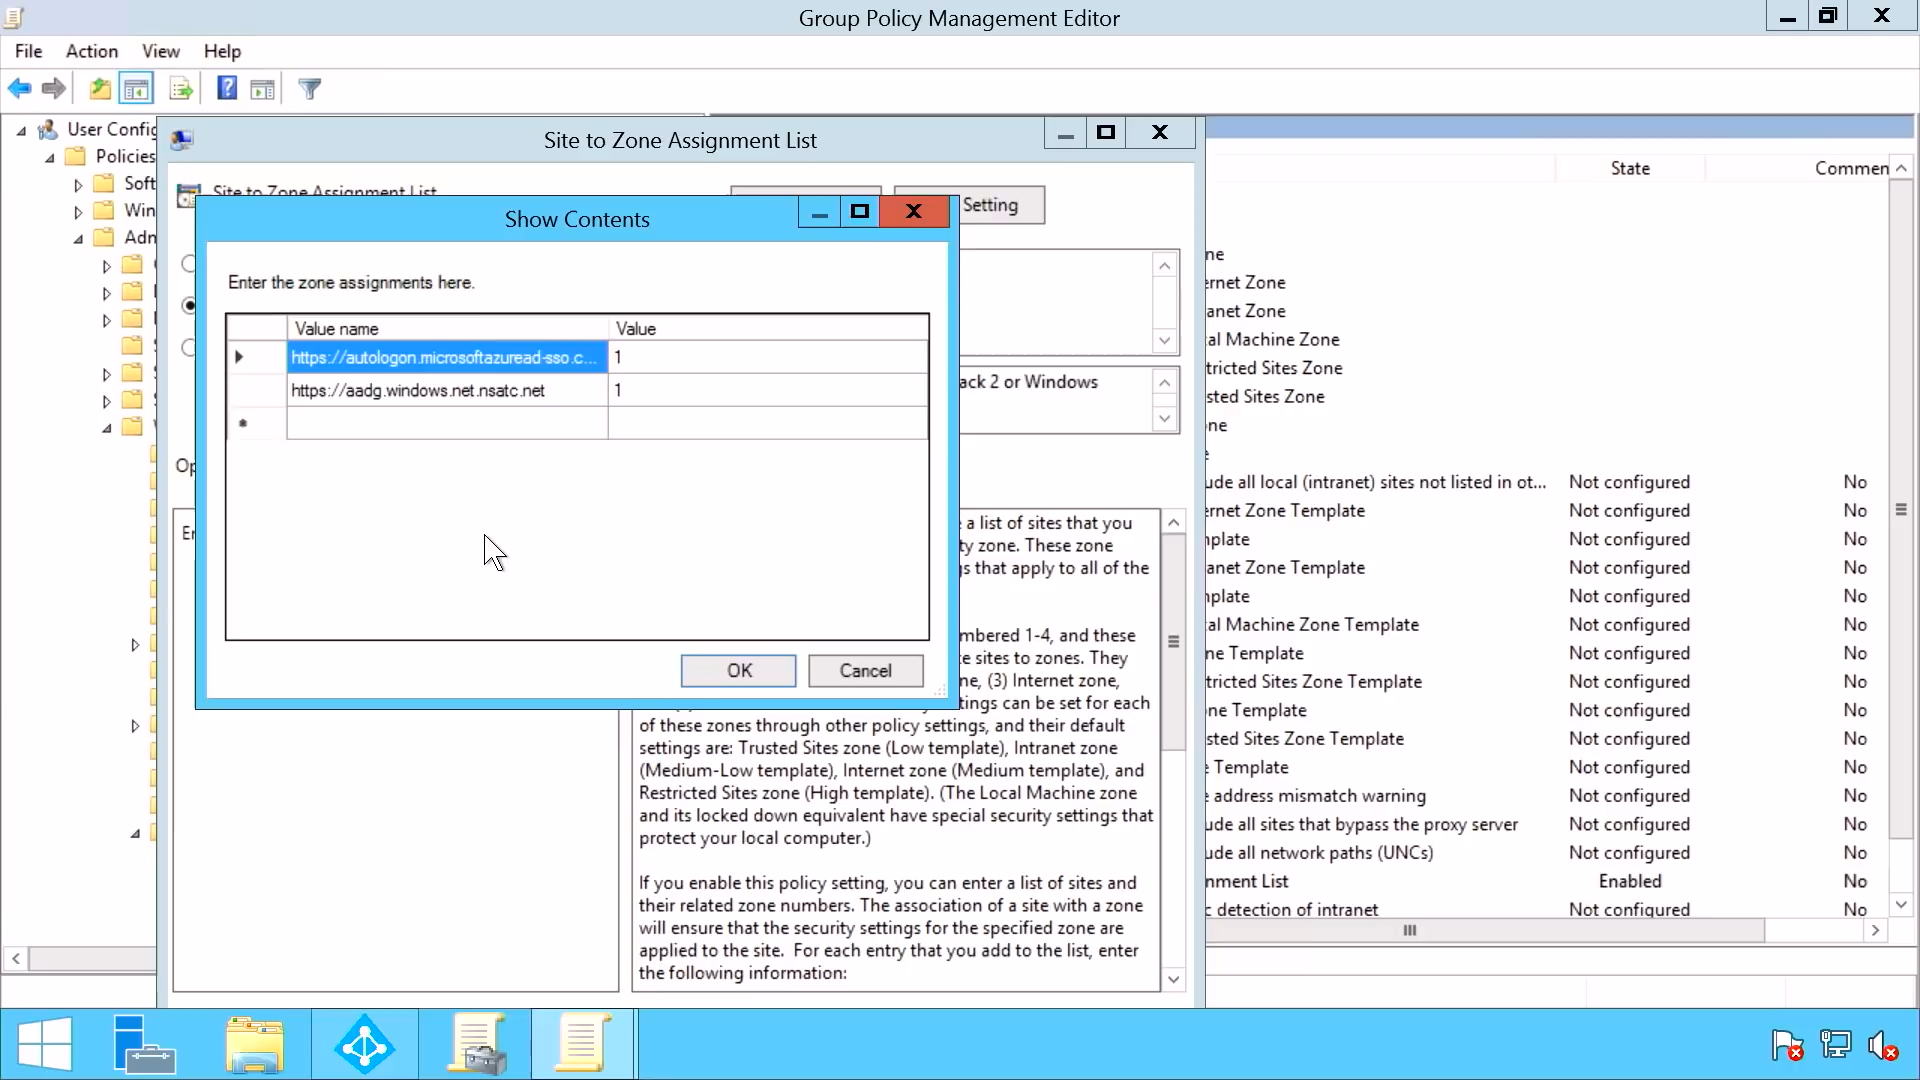 Group Policy Management Editor
File Action View Help
User Config
Policies
Soft
Win
Adm
Site to Zone Assignment List
Site to Zone Assignment List
Setting
Show Contents
Enter the zone assignments here.
Value name Value
https://autologon.microsoftazuread-sso.c... 1
https://aadg.windows.net.nsatc.net 1
OK Cancel
ack 2 or Windows
Op
En
a list of sites that you
ty zone. These zone
gs that apply to all of the
mbered 1-4, and these
e sites to zones. They
ne, (3) Internet zone,
tings can be set for each
of these zones through other policy settings, and their default
settings are: Trusted Sites zone (Low template), Intranet zone
(Medium-Low template), Internet zone (Medium template), and
Restricted Sites zone (High template). (The Local Machine zone
and its locked down equivalent have special security settings that
protect your local computer.)
If you enable this policy setting, you can enter a list of sites and
their related zone numbers. The association of a site with a zone
will ensure that the security settings for the specified zone are
applied to the site. For each entry that you add to the list, enter
the following information:
State Commen
ne
rnet Zone
anet Zone
al Machine Zone
tricted Sites Zone
sted Sites Zone
one
ude all local (intranet) sites not listed in ot... Not configured No
rnet Zone Template Not configured No
mplate Not configured No
anet Zone Template Not configured No
mplate Not configured No
al Machine Zone Template Not configured No
ne Template Not configured No
tricted Sites Zone Template Not configured No
one Template Not configured No
sted Sites Zone Template Not configured No
e Template Not configured No
e address mismatch warning Not configured No
ude all sites that bypass the proxy server Not configured No
ude all network paths (UNCs) Not configured No
nment List Enabled No
c detection of intranet Not configured No